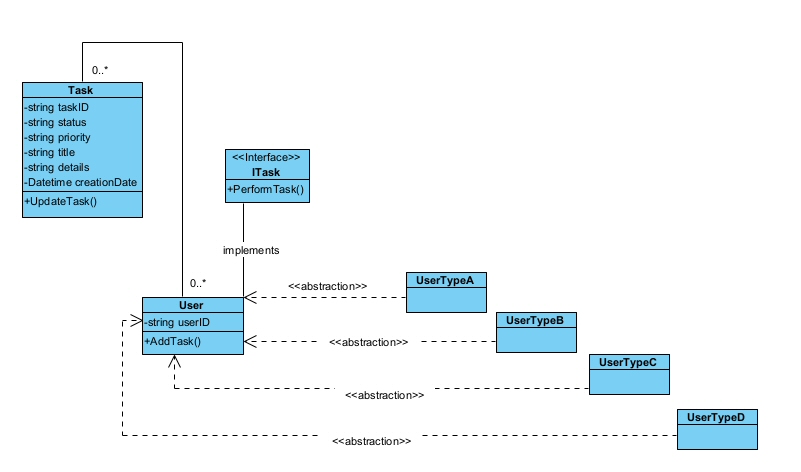 0..*
Task
-string taskID
-string status
-string priority
-string title
-string details
-Datetime creationDate
+UpdateTask()
<<Interface>>
ITask
+PerformTask()
implements
0..*
User
-string userID
+AddTask()
<<abstraction>>
UserTypeA
<<abstraction>>
UserTypeB
<<abstraction>>
UserTypeC
<<abstraction>>
UserTypeD